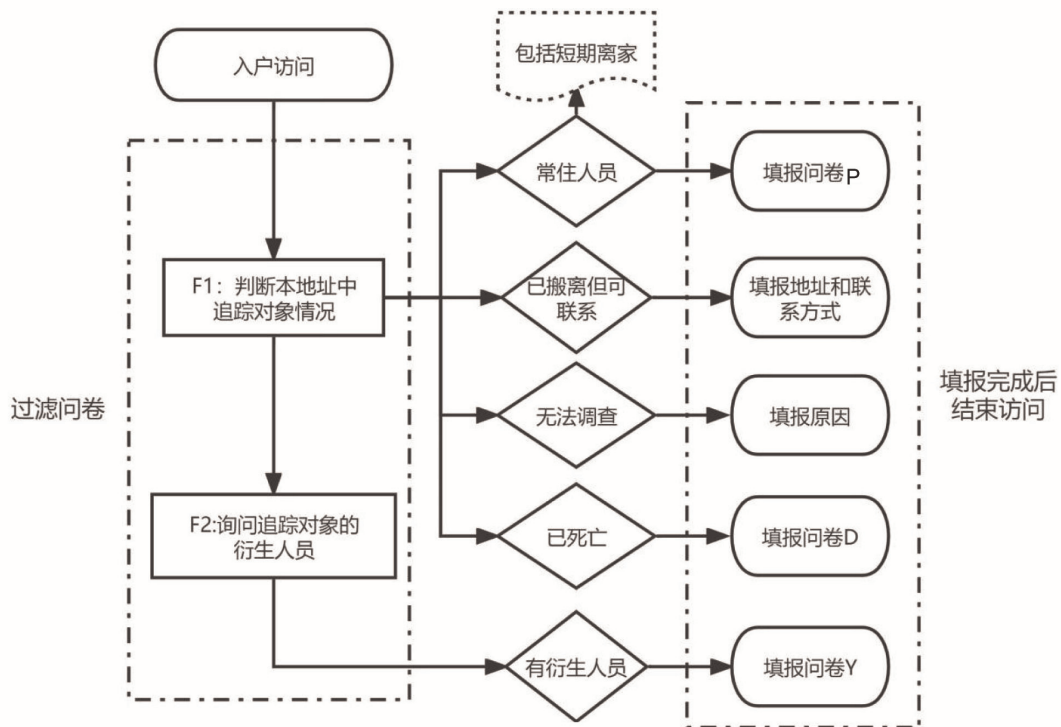 入户访问
包括短期离家
常住人员
填报问卷P
F1：判断本地址中
追踪对象情况
已搬离但可
联系
填报地址和联
系方式
过滤问卷
无法调查
填报原因
填报完成后
结束访问
F2:询问追踪对象的
衍生人员
已死亡
填报问卷D
有衍生人员
填报问卷Y